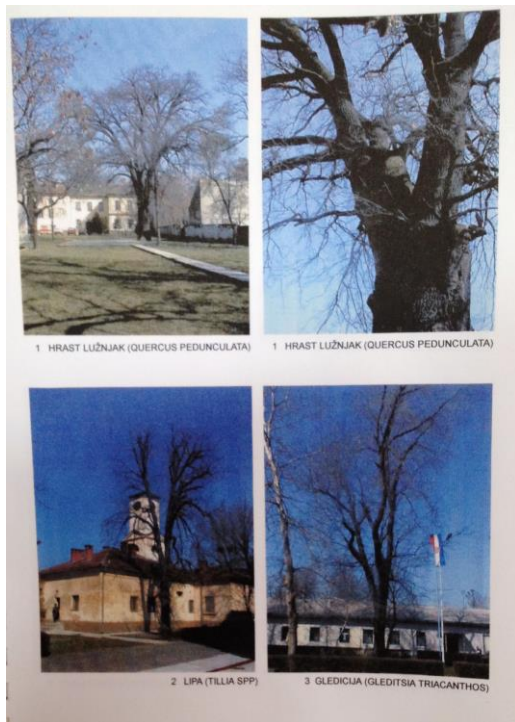 1 HRAST LUŽNJAK (QUERCUS PEDUNCULATA)
1 HRAST LUŽNJAK (QUERCUS PEDUNCULATA)
2 LIPA (TILLIA SPP)
3 GLEDICIJA (GLEDITSIA TRIACANTHOS)